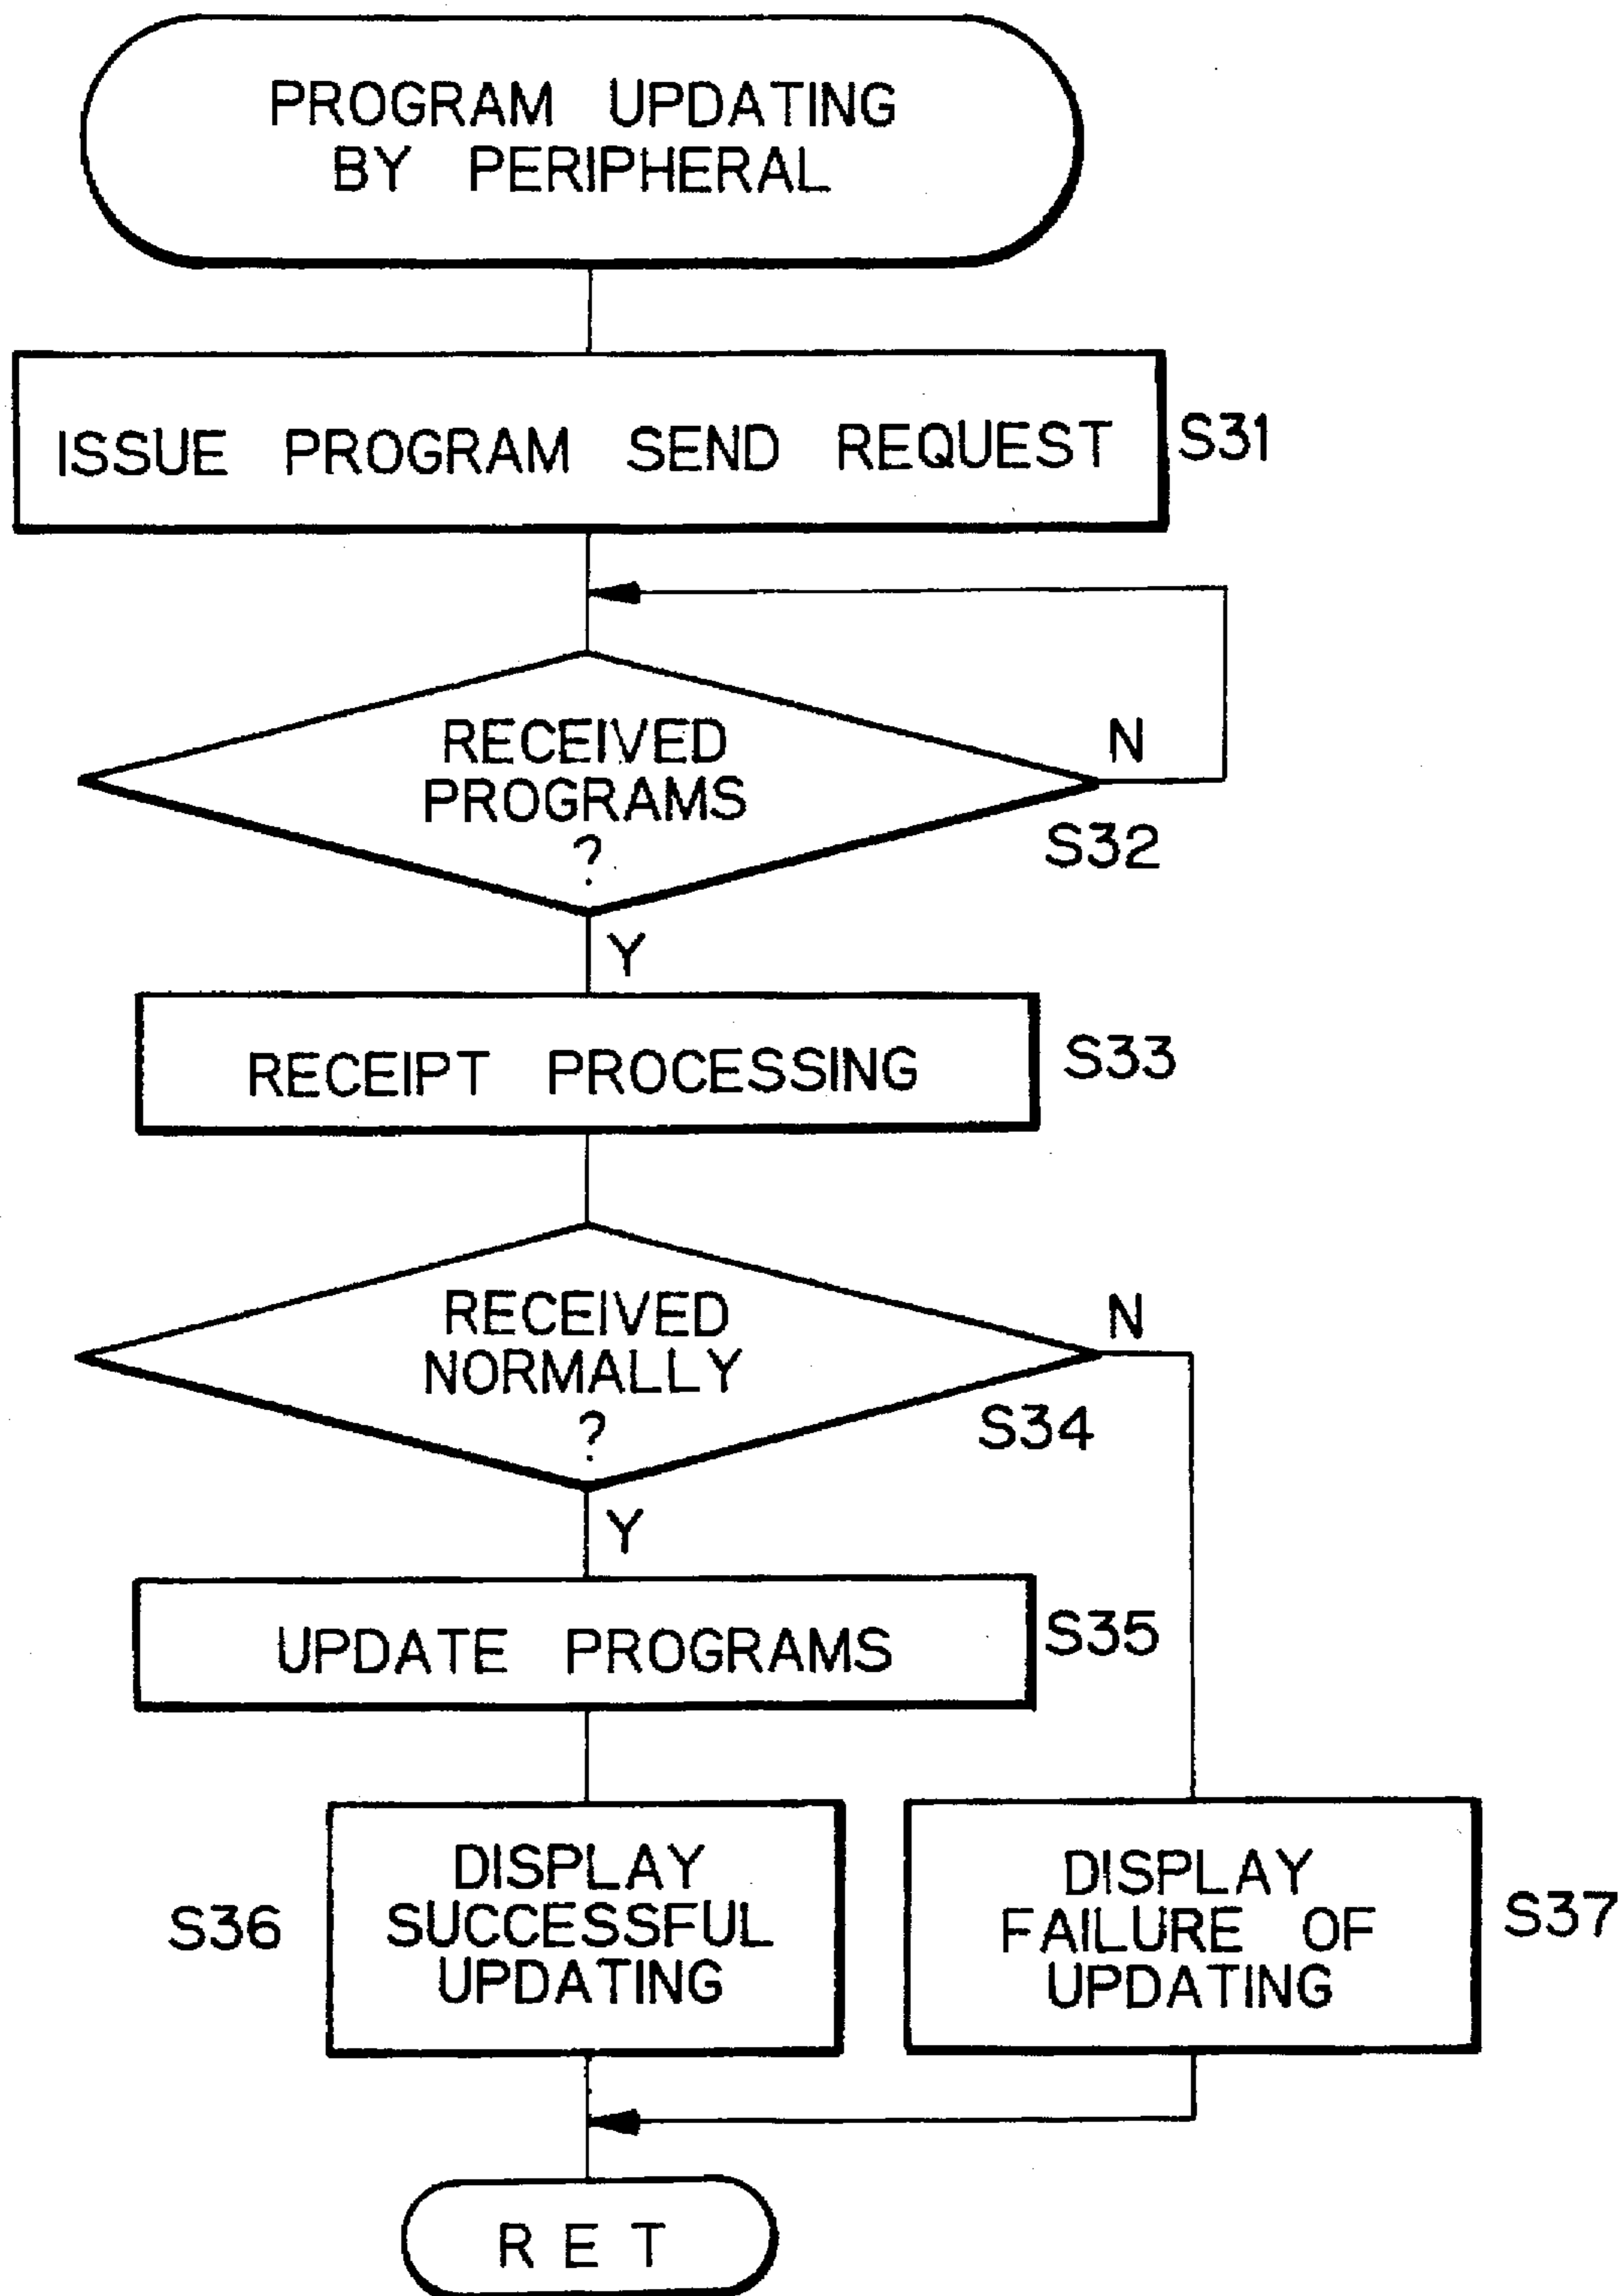 PROGRAM UPDATING
BY PERIPHERAL
ISSUE PROGRAM SEND REQUEST
S31
RECEIVED
PROGRAMS
?
N
S32
Y
RECEIPT PROCESSING
S33
RECEIVED
NORMALLY
?
N
S34
Y
UPDATE PROGRAMS
S35
DISPLAY
SUCCESSFUL
UPDATING
S36
DISPLAY
FAILURE OF
UPDATING
S37
RET